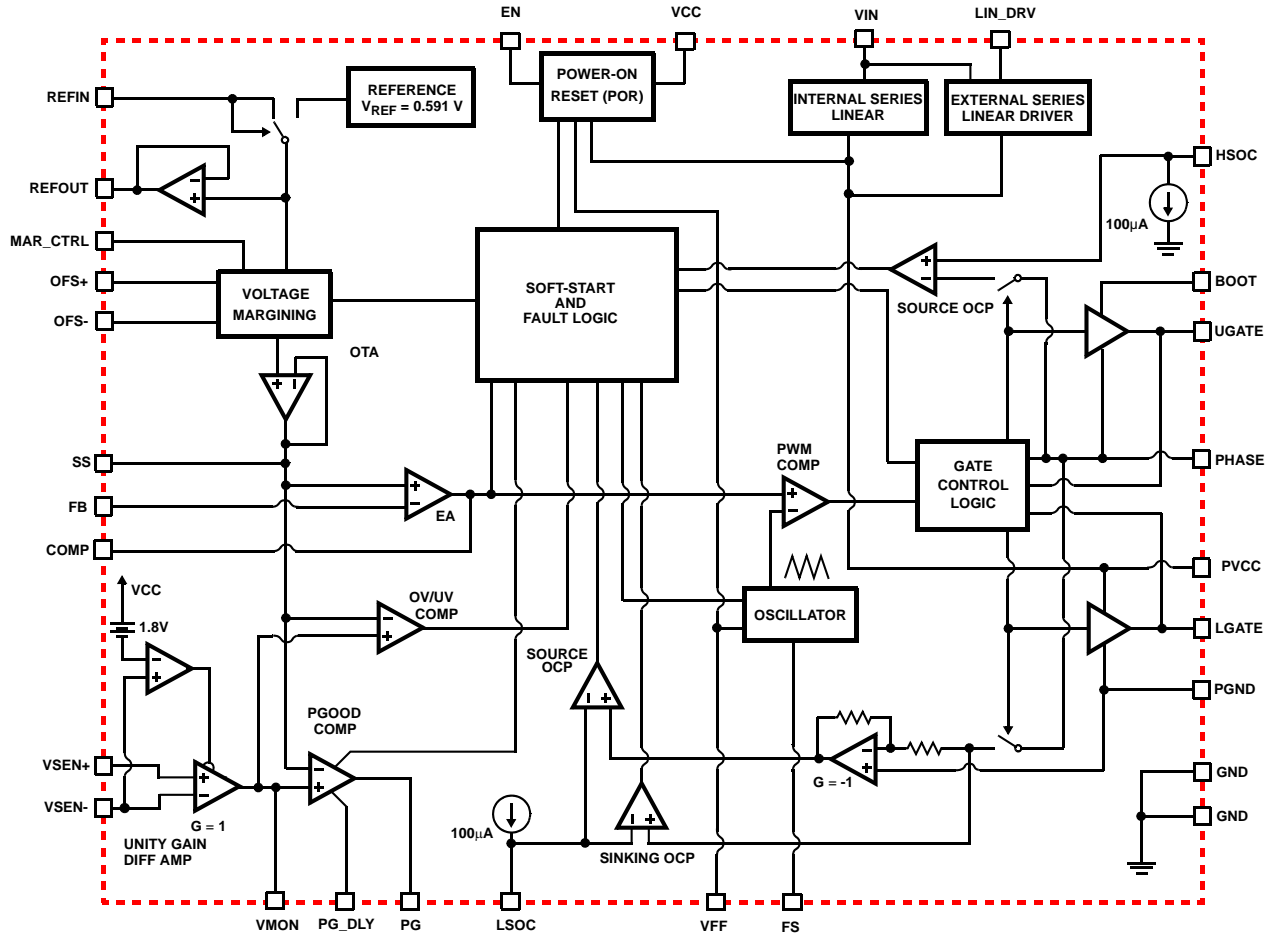 EN
VCC
VIN
LIN_DRV
REFIN
REFERENCE
VREF = 0.591 V
POWER-ON
RESET (POR)
INTERNAL SERIES
LINEAR
EXTERNAL SERIES
LINEAR DRIVER
HSOC
REFOUT
-
+
100µA
MAR_CTRL
OFS+
OFS-
VOLTAGE
MARGINING
SOFT-START
AND
FAULT LOGIC
+
-
SOURCE OCP
BOOT
UGATE
OTA
+ -
SS
FB
COMP
+
-
EA
PWM
COMP
+
-
GATE
CONTROL
LOGIC
PHASE
VCC
1.8V
OV/UV
COMP
-
+
OSCILLATOR
PVCC
LGATE
-
+
SOURCE
OCP
- +
PGND
PGOOD
COMP
-
+
VSEN+
VSEN-
+
-
G = 1
UNITY GAIN
DIFF AMP
-
+
G = -1
100µA
- +
SINKING OCP
GND
GND
VMON
PG_DLY
PG
LSOC
VFF
FS